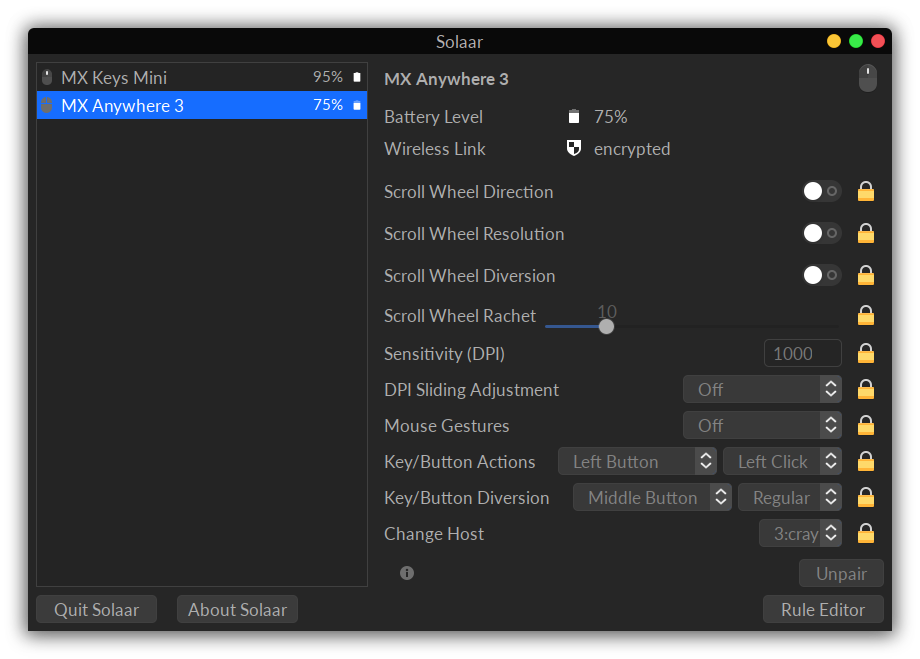 Solaar
MX Keys Mini 95%
MX Anywhere 3 75%
MX Anywhere 3
Battery Level 75%
Wireless Link encrypted
Scroll Wheel Direction
Scroll Wheel Resolution
Scroll Wheel Diversion
Scroll Wheel Rachet 10
Sensitivity (DPI) 1000
DPI Sliding Adjustment Off
Mouse Gestures Off
Key/Button Actions Left Button Left Click
Key/Button Diversion Middle Button Regular
Change Host 3:cray
Unpair
Quit Solaar About Solaar Rule Editor